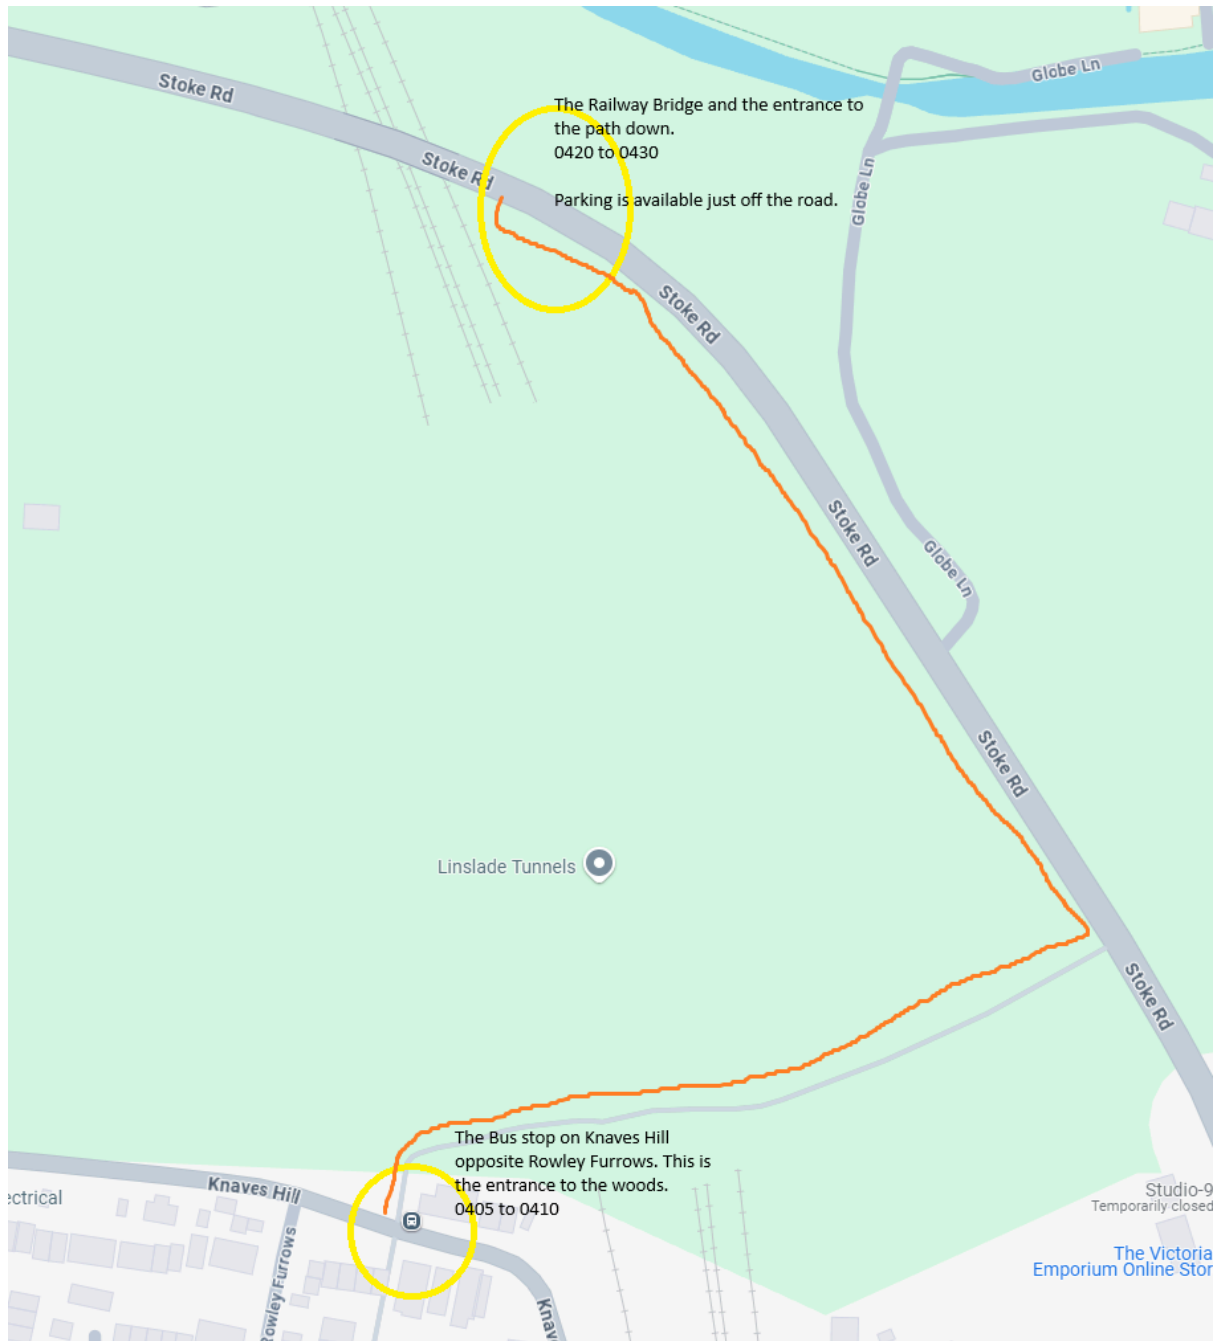 Stoke Rd
Globe Ln
The Railway Bridge and the entrance to
the path down.
0420 to 0430
Stoke Rd
Parking is available just off the road.
Globe Ln
Stoke Rd
Stoke Rd
Globe Ln
Stoke Rd
Linslade Tunnels
Stoke Rd
The Bus stop on Knaves Hill
opposite Rowley Furrows. This is
the entrance to the woods.
0405 to 0410
Knaves Hill
ectrical
Studio-9
Temporarily closed
The Victoria
Emporium Online Stor
Rowley Furrows
Knave